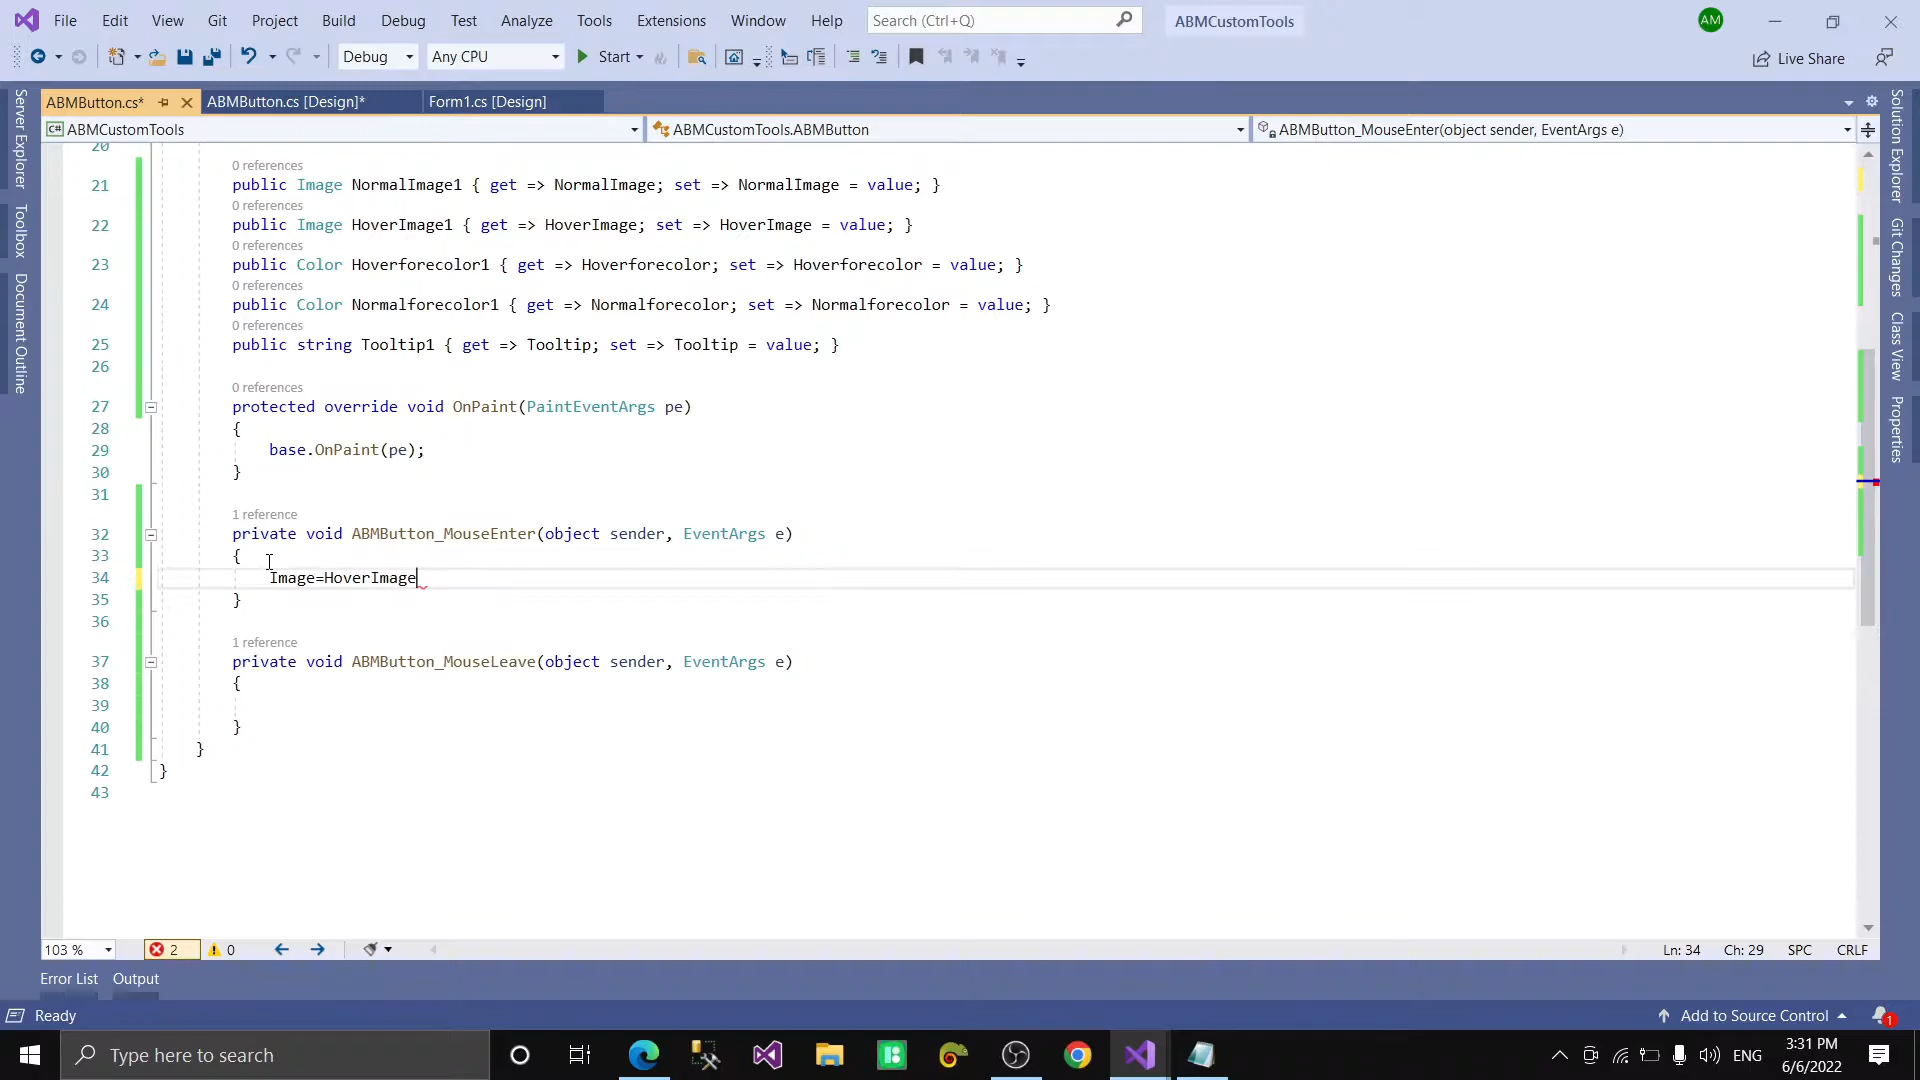 File Edit View Git Project Build Debug Test Analyze Tools Extensions Window Help Search (Ctrl+Q) ABMCustomTools AM
Debug Any CPU Start Live Share
ABMButton.cs* ABMButton.cs [Design]* Form1.cs [Design]
ABMCustomTools ABMCustomTools.ABMButton ABMButton_MouseEnter(object sender, EventArgs e)
Server Explorer
Toolbox
Document Outline
Solution Explorer
Git Changes
Class View
Properties
20
0 references
21 public Image NormalImage1 { get => NormalImage; set => NormalImage = value; }
0 references
22 public Image HoverImage1 { get => HoverImage; set => HoverImage = value; }
0 references
23 public Color Hoverforecolor1 { get => Hoverforecolor; set => Hoverforecolor = value; }
0 references
24 public Color Normalforecolor1 { get => Normalforecolor; set => Normalforecolor = value; }
0 references
25 public string Tooltip1 { get => Tooltip; set => Tooltip = value; }
26
0 references
27 protected override void OnPaint(PaintEventArgs pe)
28 {
29 base.OnPaint(pe);
30 }
31
1 reference
32 private void ABMButton_MouseEnter(object sender, EventArgs e)
33 {
34 Image=HoverImage
35 }
36
1 reference
37 private void ABMButton_MouseLeave(object sender, EventArgs e)
38 {
39
40 }
41 }
42 }
43
103 % 2 0 Ln: 34 Ch: 29 SPC CRLF
Error List Output
Ready Add to Source Control 1
Type here to search ENG 3:31 PM
6/6/2022